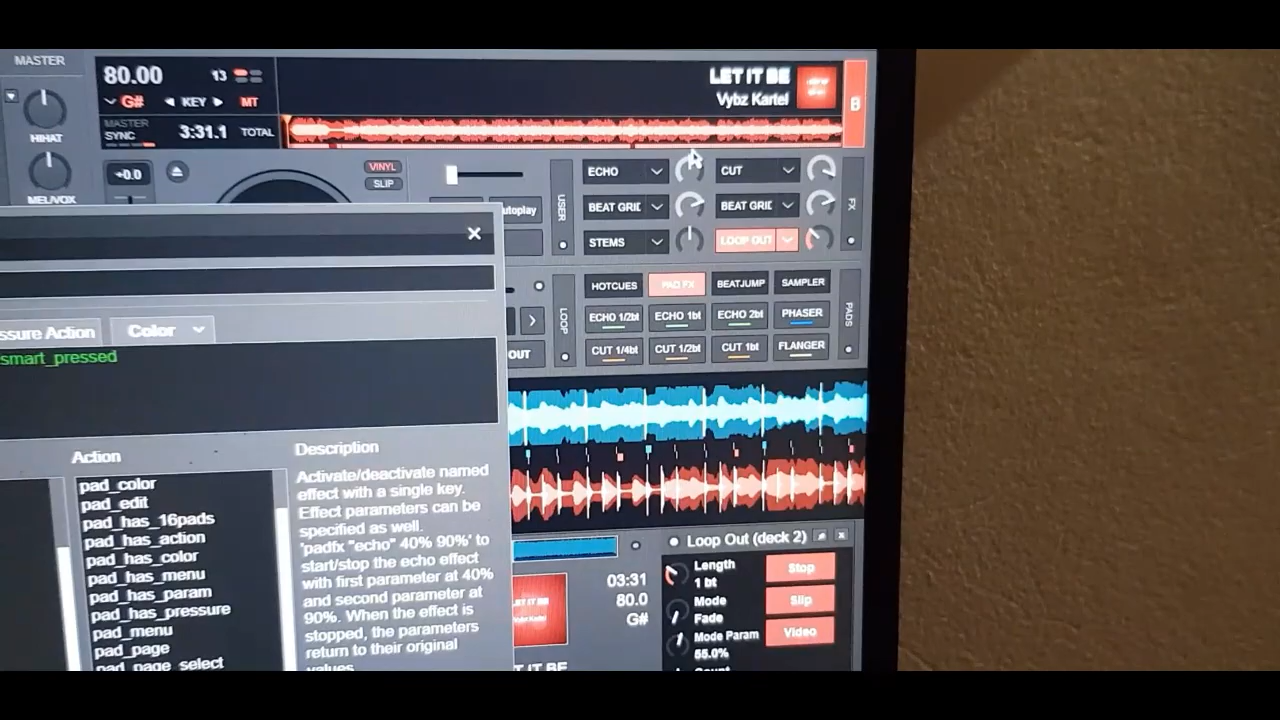 MASTER
HIHAT
MEL/VOX
80.00
13
G#
KEY
MT
MASTER
SYNC
3:31.1
TOTAL
LET IT BE
Vybz Kartel
B
+0.0
VINYL
SLIP
utoplay
USER
ECHO
CUT
BEAT GRID
BEAT GRID
STEMS
LOOP OUT
FX
LOOP
HOTCUES
PAD FX
BEATJUMP
SAMPLER
ECHO 1/2bt
ECHO 1bt
ECHO 2bt
PHASER
CUT 1/4bt
CUT 1/2bt
CUT 1bt
FLANGER
PADS
OUT
ssure Action
Color
smart_pressed
Action
pad_color
pad_edit
pad_has_16pads
pad_has_action
pad_has_color
pad_has_menu
pad_has_param
pad_has_pressure
pad_menu
pad_page
pad_page_select
Description
Activate/deactivate named
effect with a single key.
Effect parameters can be
specified as well.
'padfx "echo" 40% 90%' to
start/stop the echo effect
with first parameter at 40%
and second parameter at
90%. When the effect is
stopped, the parameters
return to their original
values.
03:31
80.0
G#
LET IT BE
Loop Out (deck 2)
Length
1 bt
Stop
Mode
Fade
Slip
Mode Param
55.0%
Video